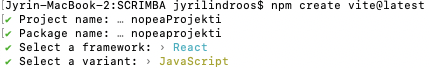 [Jyrin-MacBook-2:SCRIMBA jyrilindroos$ npm create vite@latest
[✔ Project name: … nopeaProjekti
[✔ Package name: … nopeaprojekti
✔ Select a framework: › React
✔ Select a variant: › JavaScript